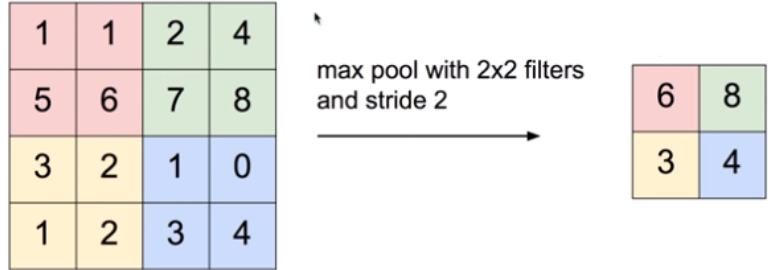 1 1 2 4
max pool with 2x2 filters
and stride 2
5 6 7 8
6 8
3 2 1 0
3 4
1 2 3 4